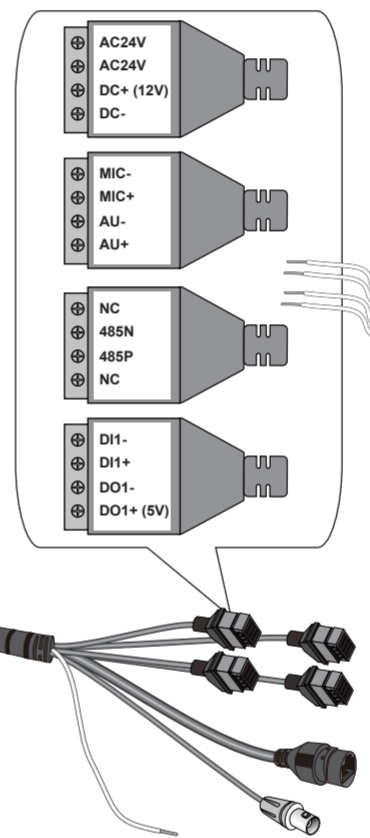 AC24V
AC24V
DC+ (12V)
DC-
MIC-
MIC+
AU-
AU+
NC
485N
485P
NC
DI1-
DI1+
DO1-
DO1+ (5V)